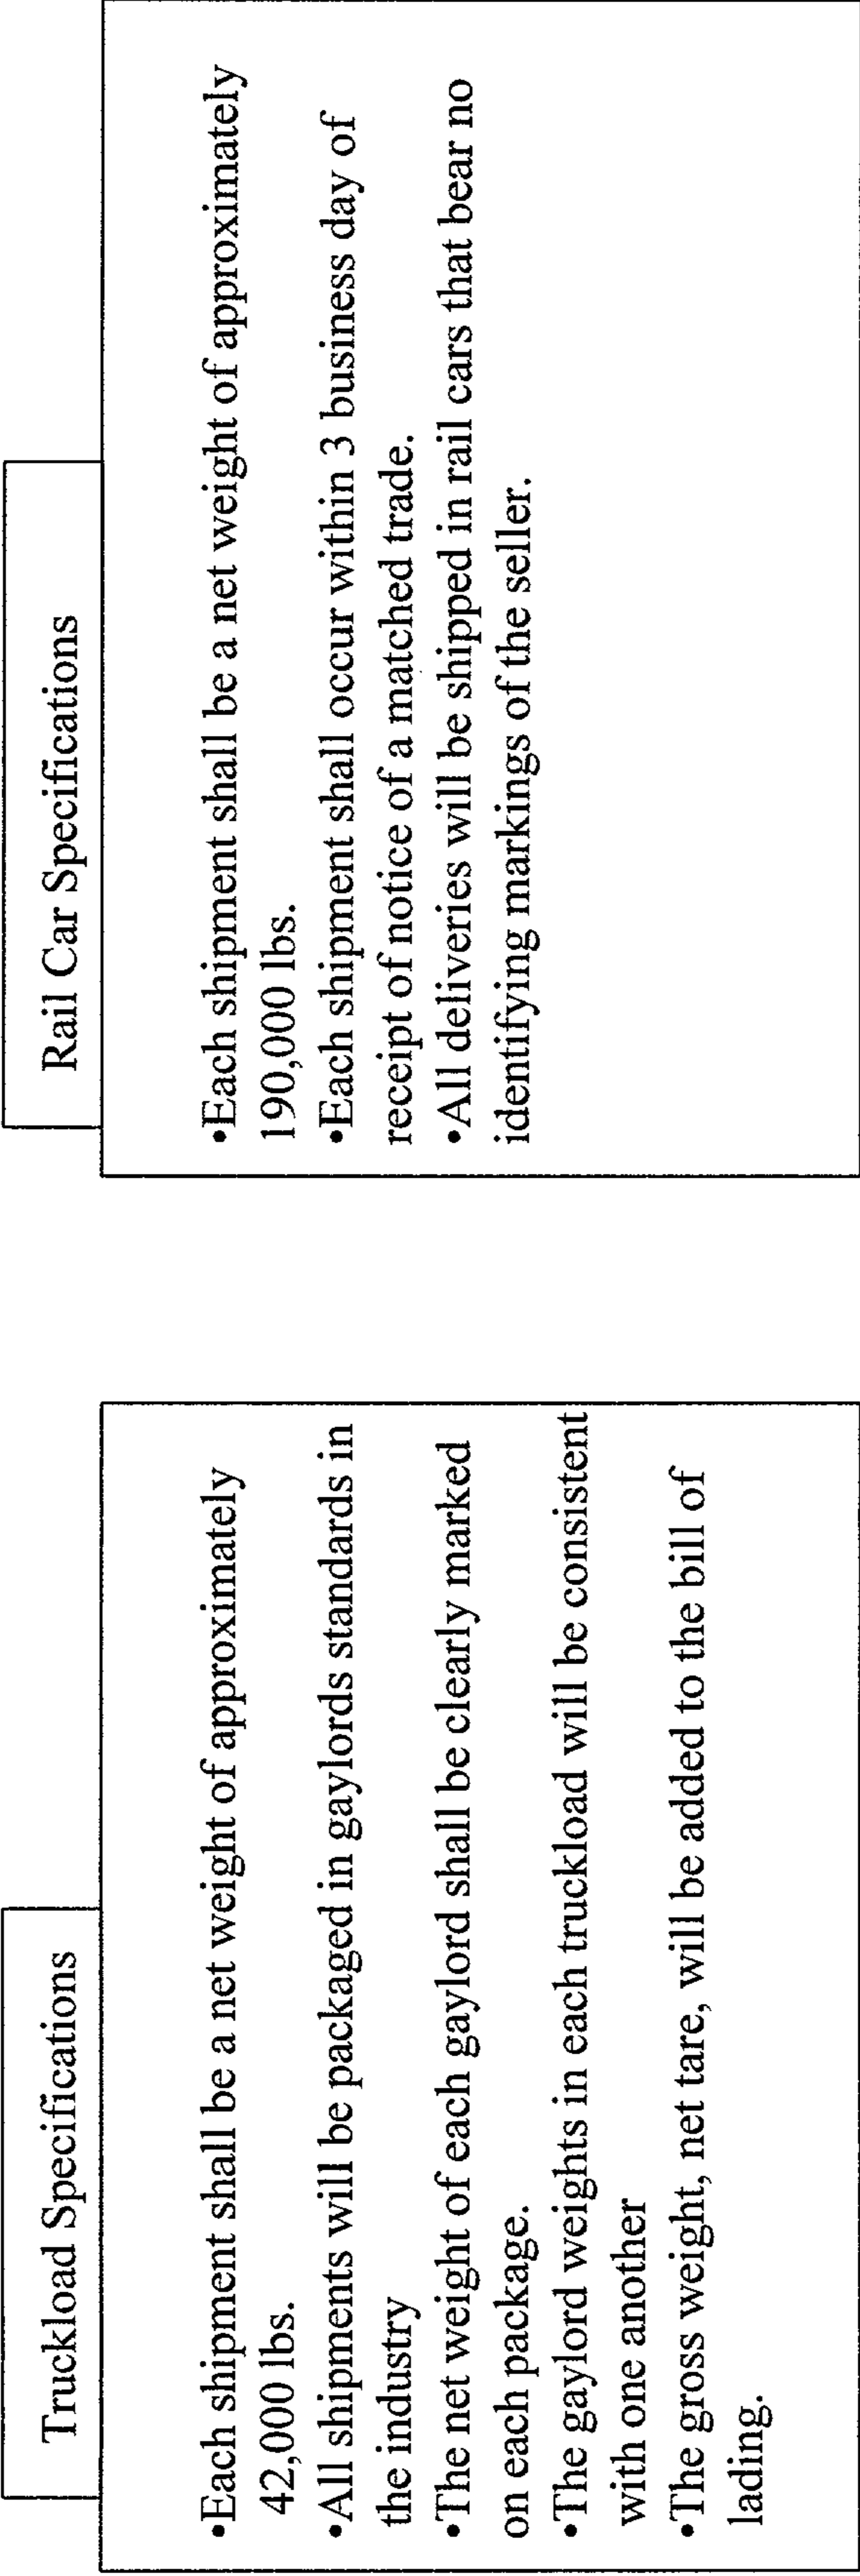 Truckload Specifications
•Each shipment shall be a net weight of approximately
42,000 lbs.
•All shipments will be packaged in gaylords standards in
the industry
•The net weight of each gaylord shall be clearly marked
on each package.
•The gaylord weights in each truckload will be consistent
with one another
•The gross weight, net tare, will be added to the bill of
lading.
Rail Car Specifications
•Each shipment shall be a net weight of approximately
190,000 lbs.
•Each shipment shall occur within 3 business day of
receipt of notice of a matched trade.
•All deliveries will be shipped in rail cars that bear no
identifying markings of the seller.